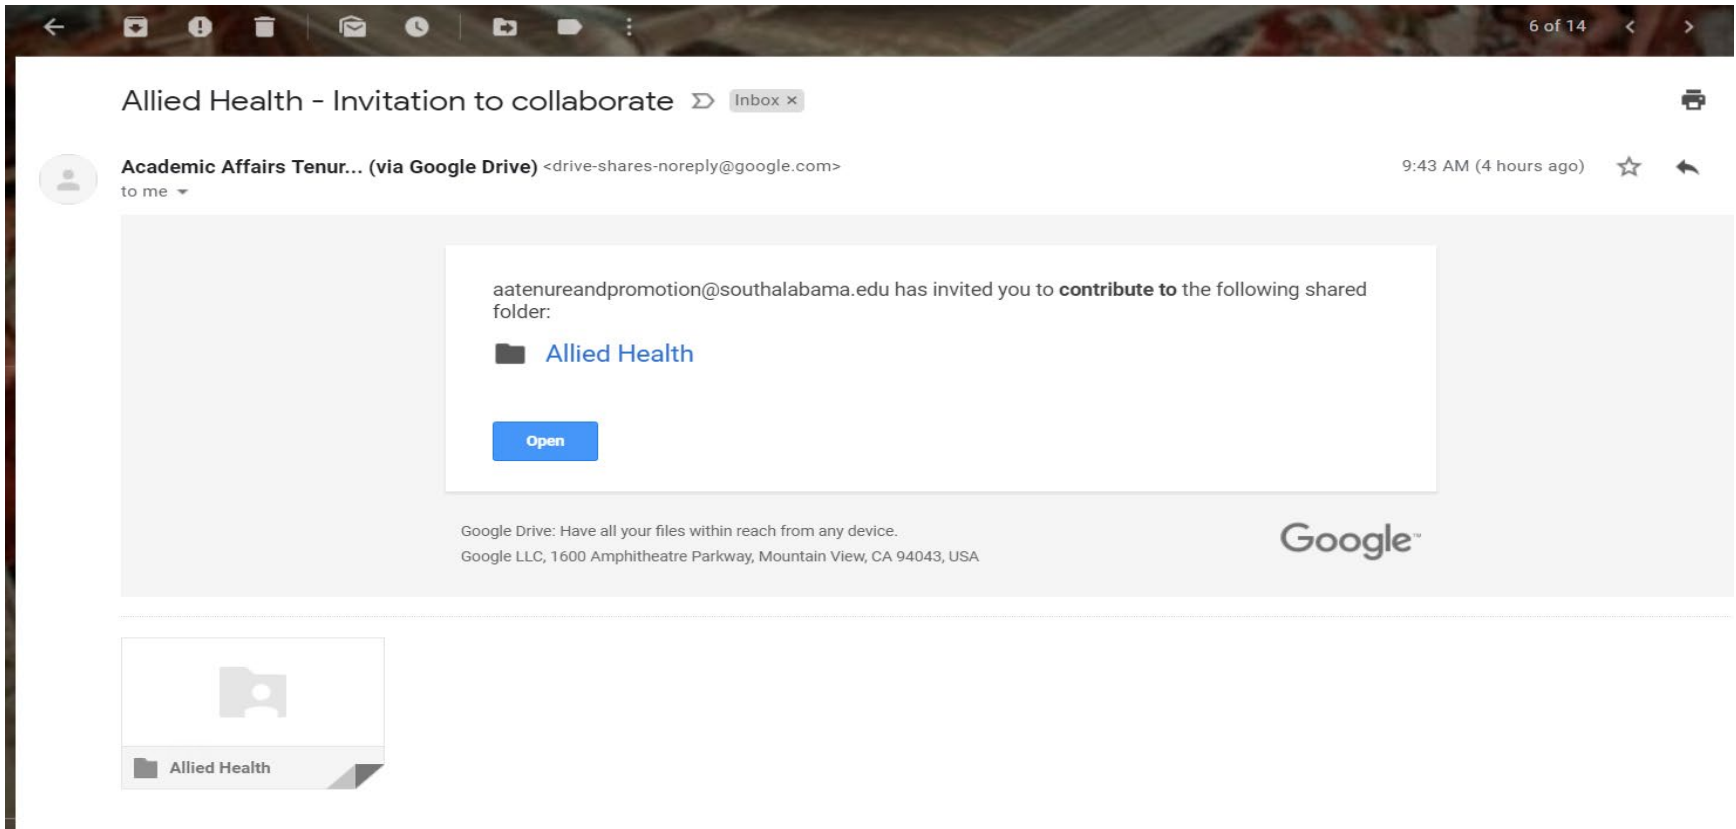 6 of 14
Allied Health - Invitation to collaborate Inbox ×
Academic Affairs Tenur... (via Google Drive) <drive-shares-noreply@google.com> 9:43 AM (4 hours ago)
to me
aatenureandpromotion@southalabama.edu has invited you to contribute to the following shared
folder:
Allied Health
Open
Google Drive: Have all your files within reach from any device.
Google LLC, 1600 Amphitheatre Parkway, Mountain View, CA 94043, USA
Google™
Allied Health